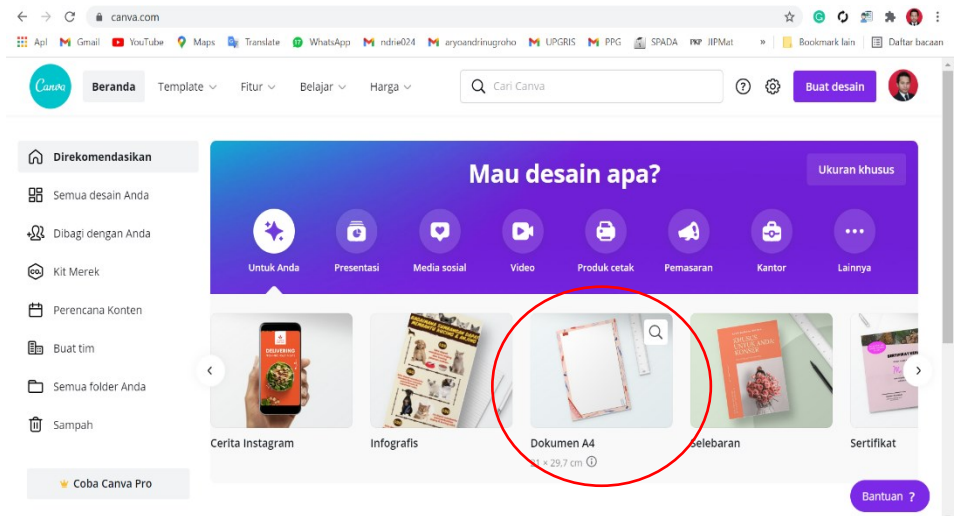 canva.com
Apl Gmail YouTube Maps Translate WhatsApp ndrie024 aryoandrinugroho UPGRIS PPG SPADA PKP IIPMat » Bookmark lain Daftar bacaan
Canva Beranda Template Fitur Belajar Harga Cari Canva Buat desain
Direkomendasikan
Semua desain Anda
Dibagi dengan Anda
Kit Merek
Perencana Konten
Buat tim
Semua folder Anda
Sampah
Coba Canva Pro
Mau desain apa?
Ukuran khusus
Untuk Anda Presentasi Media sosial Video Produk cetak Pemasaran Kantor Lainnya
DELIVERING
Cerita Instagram Infografis Dokumen A4 Selebaran Sertifikat
21 × 29,7 cm
Bantuan ?